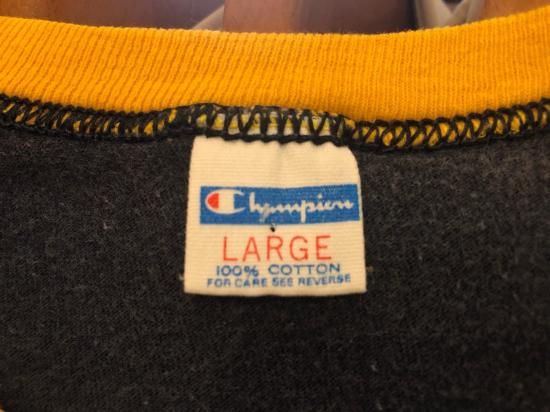 Champion
LARGE
100% COTTON
FOR CARE SEE REVERSE